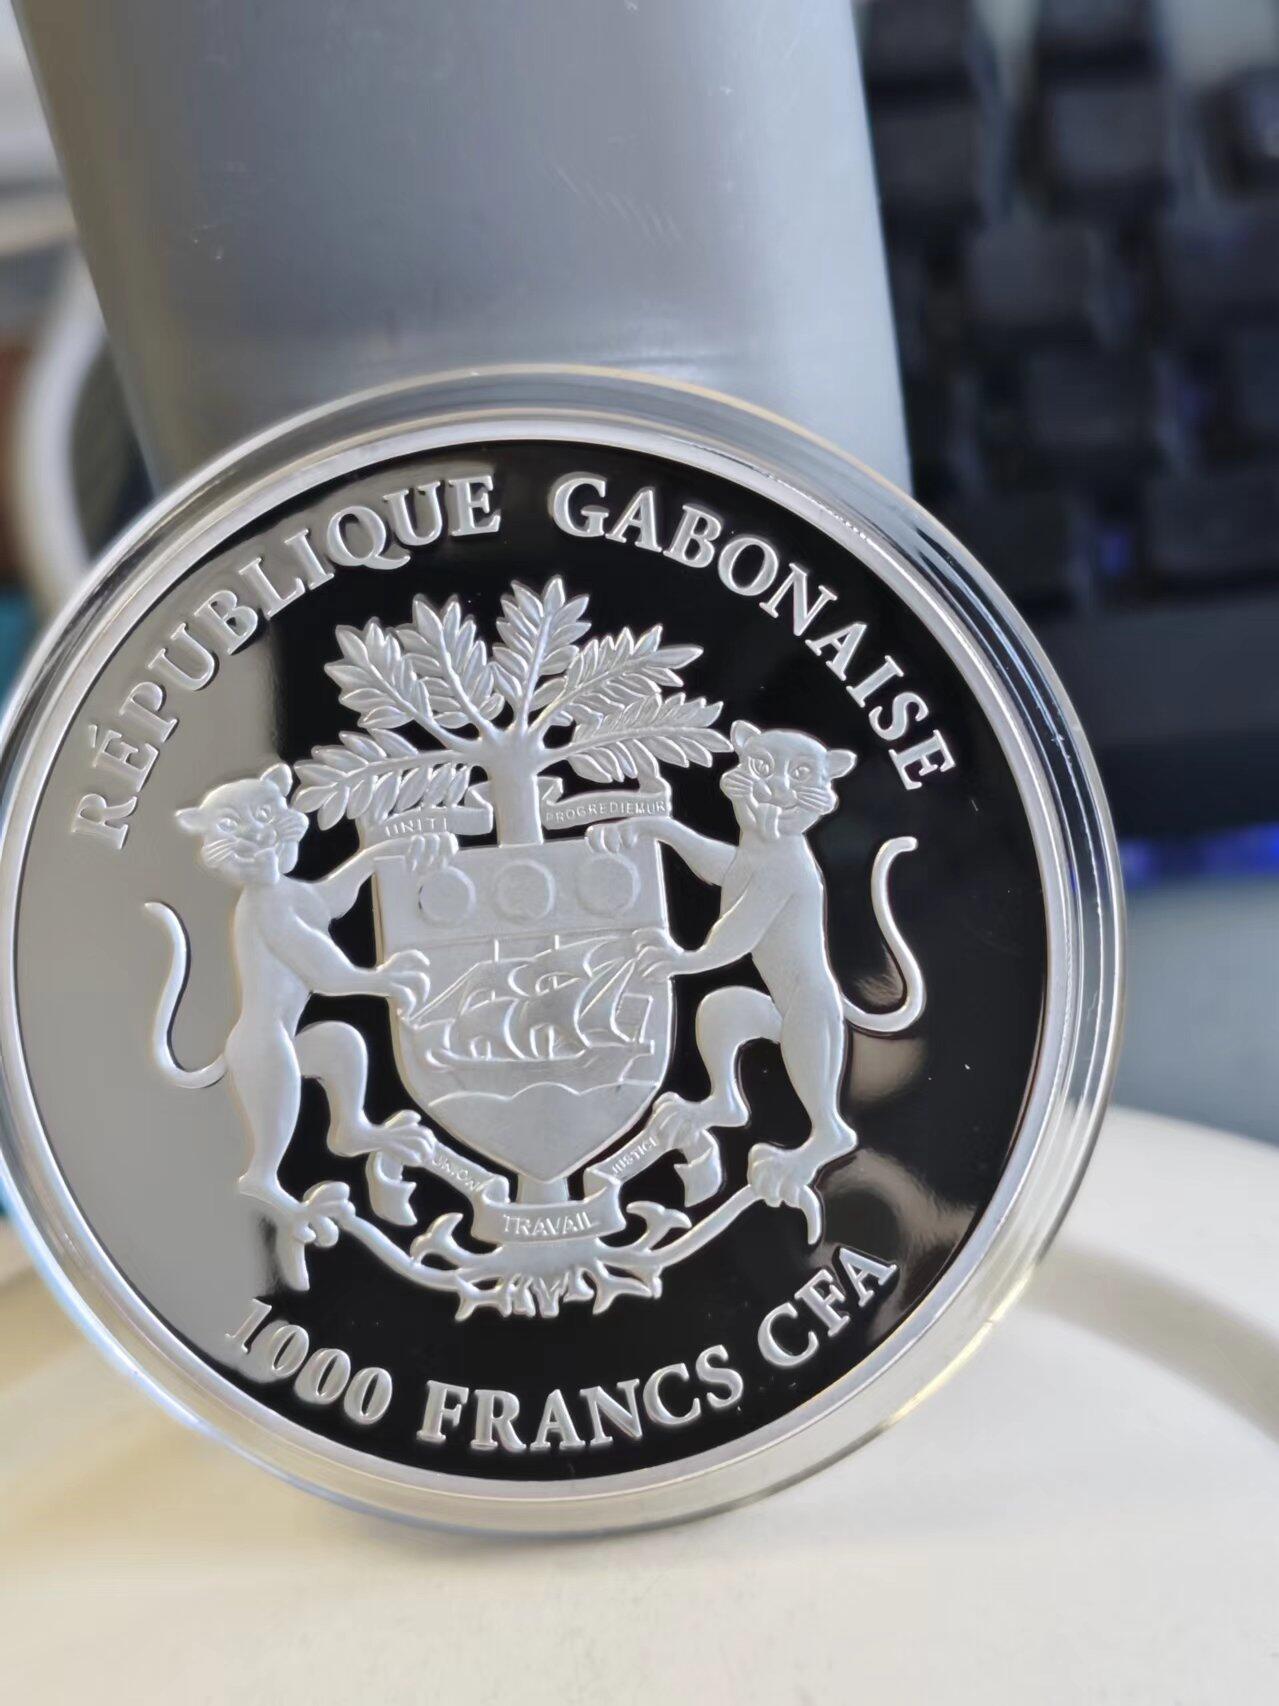 RÉPUBLIQUE GABONAISE
UNITI PROGREDIEMUR
UNION TRAVAIL JUSTICE
1000 FRANCS CFA